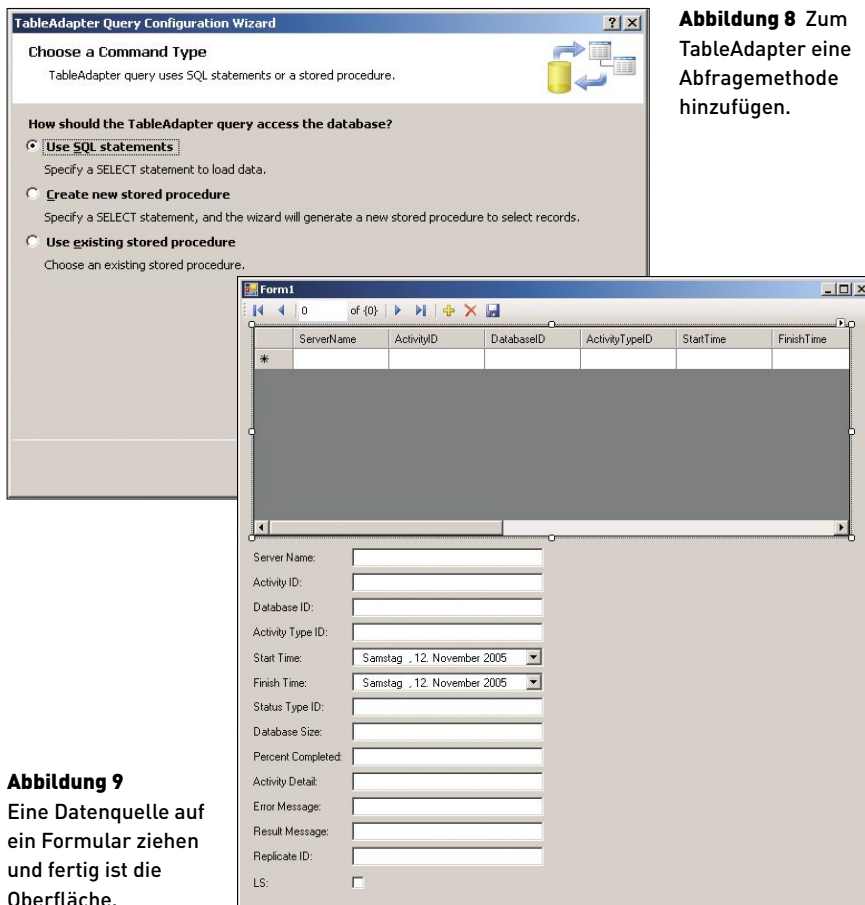 TableAdapter Query Configuration Wizard
Choose a Command Type
TableAdapter query uses SQL statements or a stored procedure.
How should the TableAdapter query access the database?
Use SQL statements
Specify a SELECT statement to load data.
Create new stored procedure
Specify a SELECT statement, and the wizard will generate a new stored procedure to select records.
Use existing stored procedure
Choose an existing stored procedure.
Abbildung 8 Zum
TableAdapter eine
Abfragemethode
hinzufügen.
Form1
0 of {0}
ServerName ActivityID DatabaseID ActivityTypeID StartTime FinishTime
Server Name:
Activity ID:
Database ID:
Activity Type ID:
Start Time: Samstag , 12. November 2005
Finish Time: Samstag , 12. November 2005
Status Type ID:
Database Size:
Percent Completed:
Activity Detail:
Error Message:
Result Message:
Replicate ID:
LS:
Abbildung 9
Eine Datenquelle auf
ein Formular ziehen
und fertig ist die
Oberfläche.